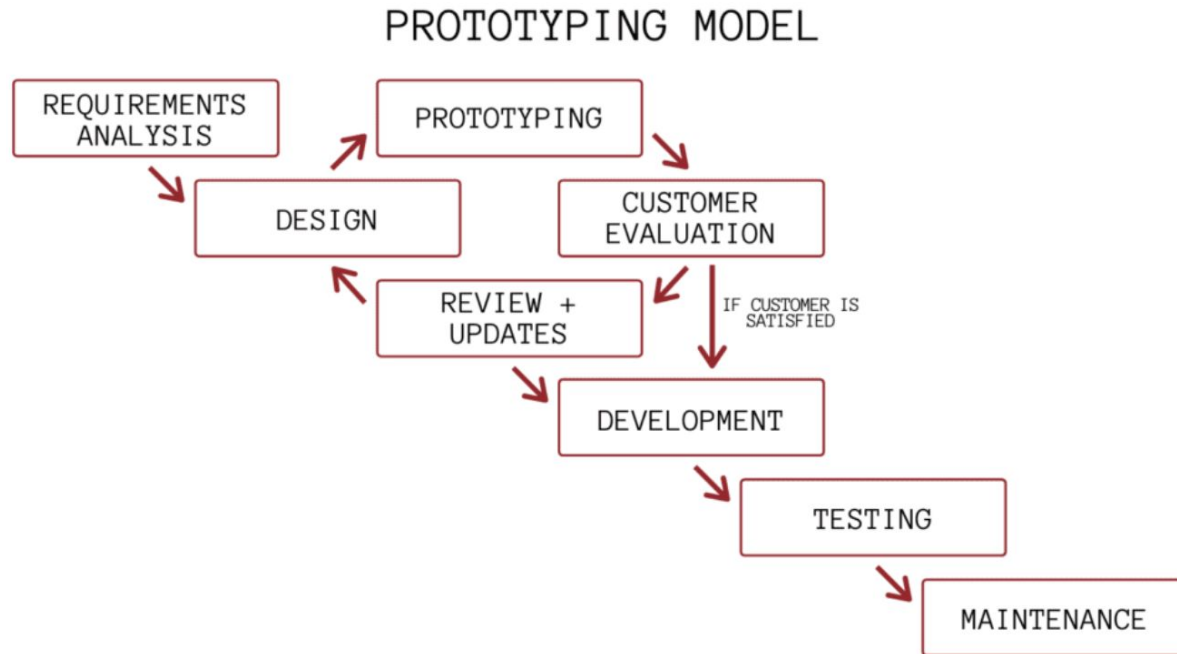 PROTOTYPING MODEL
REQUIREMENTS
ANALYSIS
PROTOTYPING
DESIGN
CUSTOMER
EVALUATION
REVIEW +
UPDATES
IF CUSTOMER IS
SATISFIED
DEVELOPMENT
TESTING
MAINTENANCE